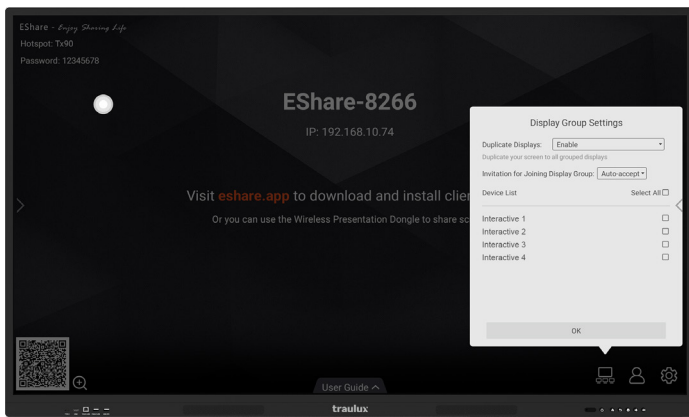 EShare - Enjoy Sharing Life
Hotspot: Tx90
Password: 12345678
EShare-8266
IP: 192.168.10.74
Visit eshare.app to download and install clie
Or you can use the Wireless Presentation Dongle to share sc
Display Group Settings
Duplicate Displays: Enable
Duplicate your screen to all grouped displays
Invitation for Joining Display Group: Auto-accept
Device List Select All
Interactive 1
Interactive 2
Interactive 3
Interactive 4
OK
User Guide
traulux